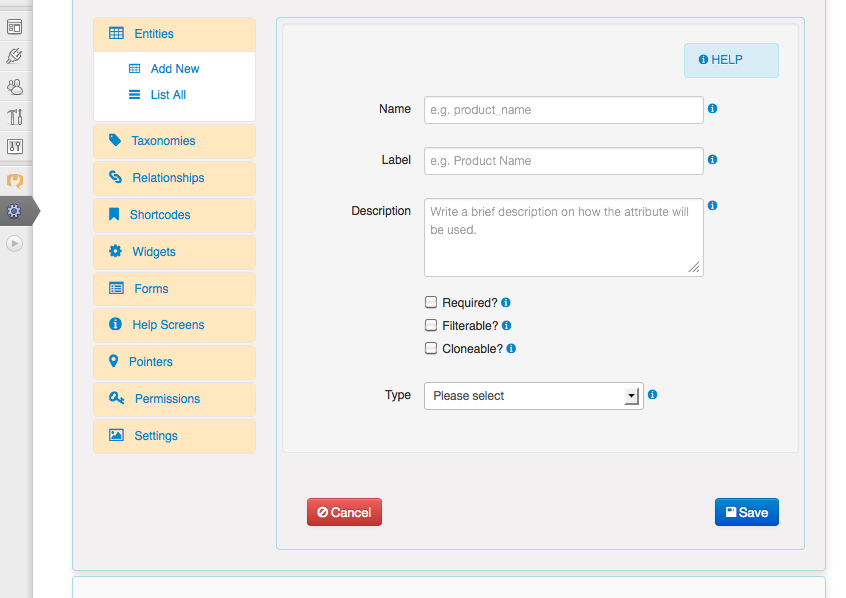 Entities
Add New
List All
Taxonomies
Relationships
Shortcodes
Widgets
Forms
Help Screens
Pointers
Permissions
Settings
HELP
Name
e.g. product_name
Label
e.g. Product Name
Description
Write a brief description on how the attribute will
be used.
Required?
Filterable?
Cloneable?
Type
Please select
Cancel
Save